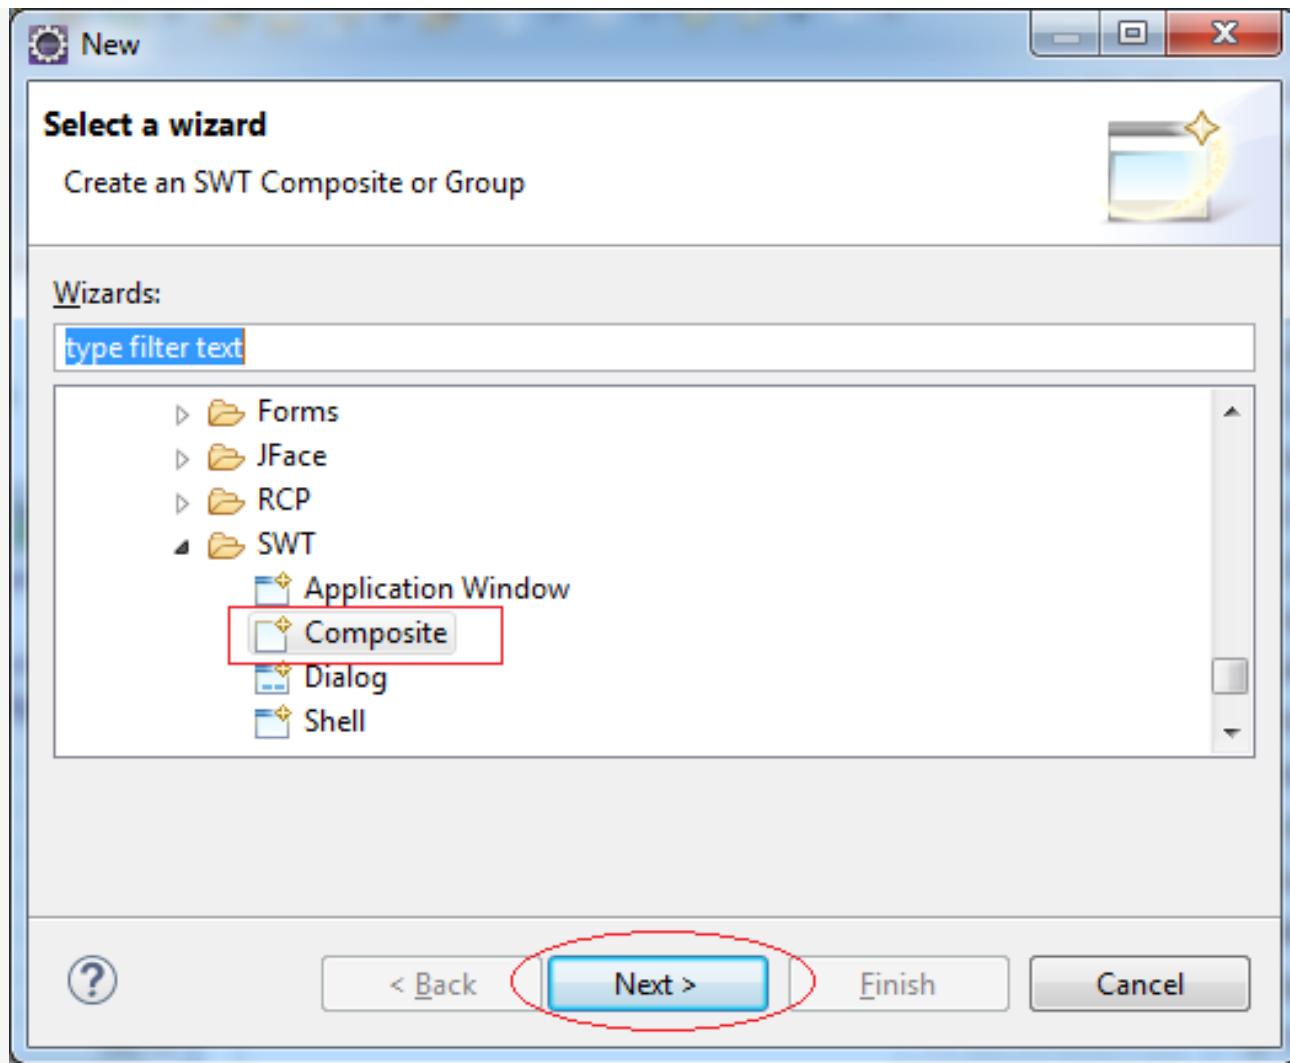 New
Select a wizard
Create an SWT Composite or Group
Wizards:
type filter text
Forms
JFace
RCP
SWT
Application Window
Composite
Dialog
Shell
?
< Back
Next >
Finish
Cancel